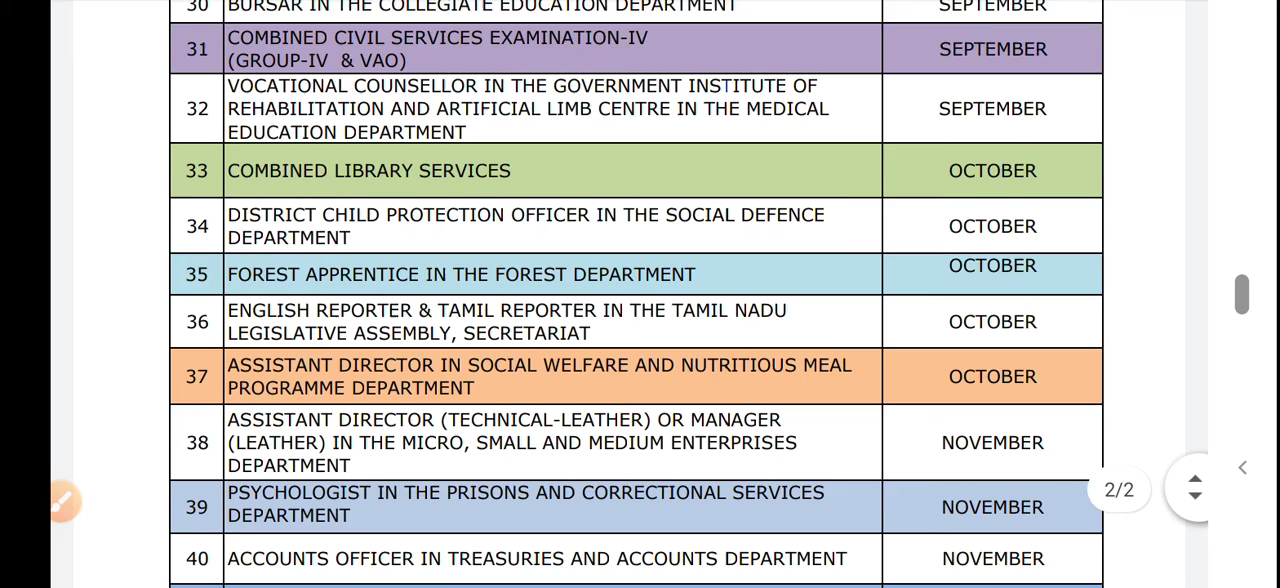 30 BURSAR IN THE COLLEGIATE EDUCATION DEPARTMENT SEPTEMBER
31 COMBINED CIVIL SERVICES EXAMINATION-IV
(GROUP-IV & VAO) SEPTEMBER
VOCATIONAL COUNSELLOR IN THE GOVERNMENT INSTITUTE OF
32 REHABILITATION AND ARTIFICIAL LIMB CENTRE IN THE MEDICAL SEPTEMBER
EDUCATION DEPARTMENT
33 COMBINED LIBRARY SERVICES OCTOBER
34 DISTRICT CHILD PROTECTION OFFICER IN THE SOCIAL DEFENCE
DEPARTMENT OCTOBER
35 FOREST APPRENTICE IN THE FOREST DEPARTMENT OCTOBER
36 ENGLISH REPORTER & TAMIL REPORTER IN THE TAMIL NADU
LEGISLATIVE ASSEMBLY, SECRETARIAT OCTOBER
37 ASSISTANT DIRECTOR IN SOCIAL WELFARE AND NUTRITIOUS MEAL
PROGRAMME DEPARTMENT OCTOBER
ASSISTANT DIRECTOR (TECHNICAL-LEATHER) OR MANAGER
38 (LEATHER) IN THE MICRO, SMALL AND MEDIUM ENTERPRISES NOVEMBER
DEPARTMENT
39 PSYCHOLOGIST IN THE PRISONS AND CORRECTIONAL SERVICES
DEPARTMENT NOVEMBER
2/2
40 ACCOUNTS OFFICER IN TREASURIES AND ACCOUNTS DEPARTMENT NOVEMBER